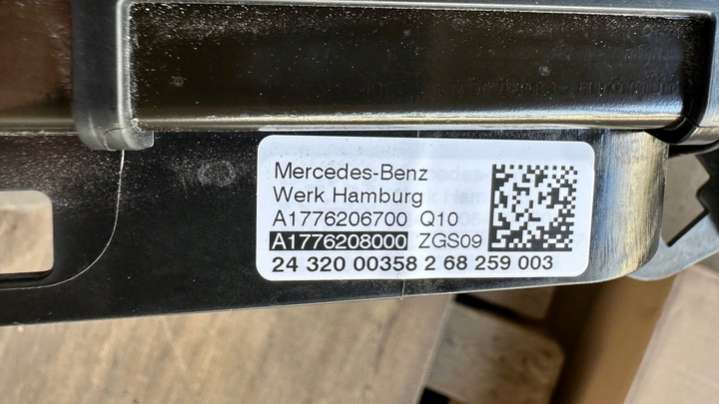 Mercedes-Benz
Werk Hamburg
A1776206700 Q10
A1776208000 ZGS09
24 320 00358 2 68 259 003